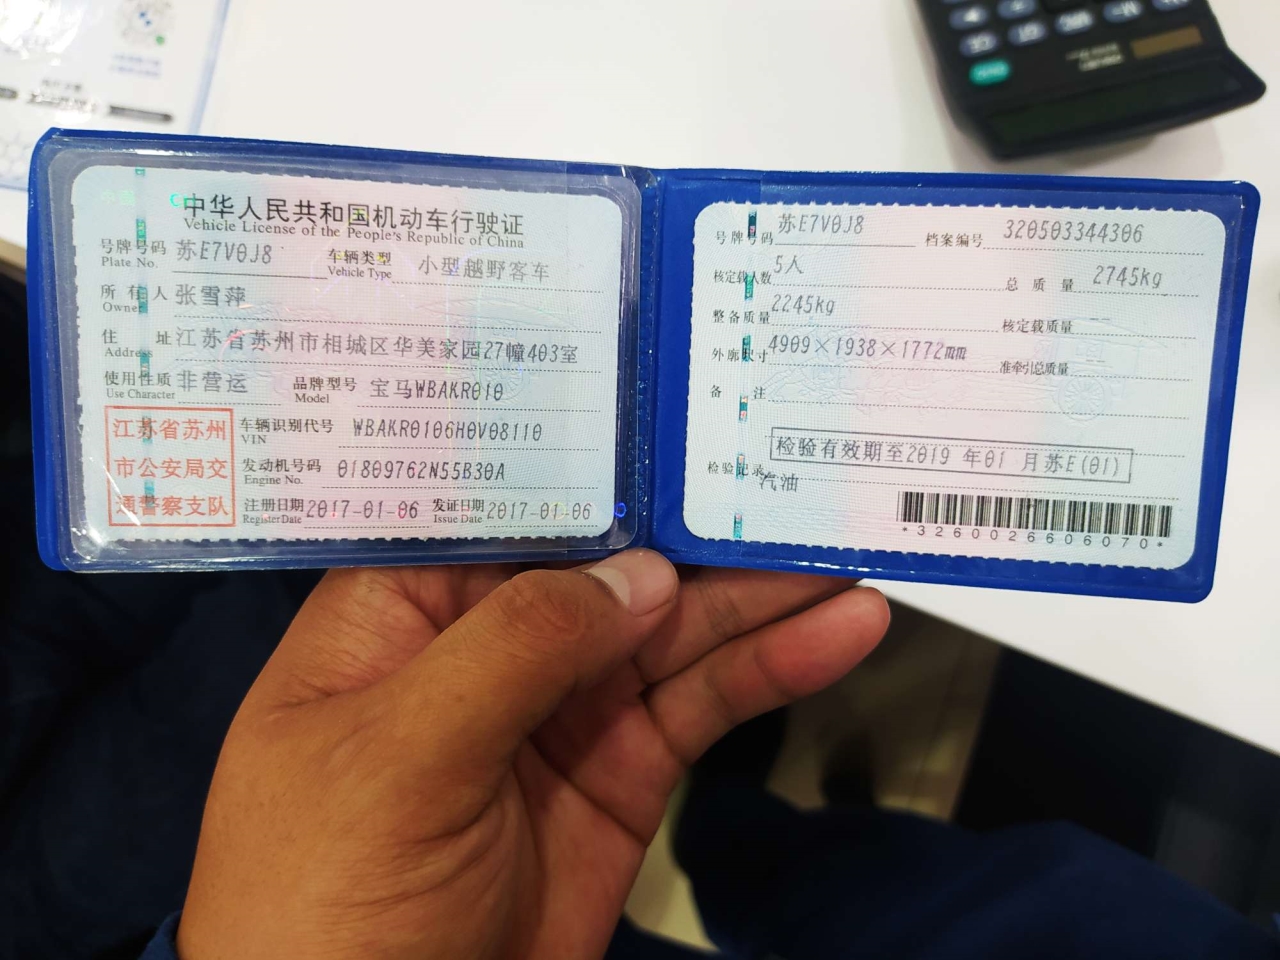 中华人民共和国机动车行驶证
Vehicle License of the People's Republic of China
号牌号码 苏E7V0J8 车辆类型 小型越野客车
Plate No. Vehicle Type
所有人 张雪萍
Owner
住址 江苏省苏州市相城区华美家园27幢403室
Address
使用性质 非营运 品牌型号 宝马WBAKR010
Use Character Model
江苏省苏州
市公安局交
通警察支队
车辆识别代号 WBAKR0106H0V08110
VIN
发动机号码 01809762N55B30A
Engine No.
注册日期 2017-01-06 发证日期 2017-01-06
Register Date Issue Date
号牌号码 苏E7V0J8 档案编号 320503344306
核定载人数 5人 总质量 2745kg
整备质量 2245kg 核定载质量 --
外廓尺寸 4909×1938×1772mm 准牵引总质量
备注
检验有效期至2019 年01 月苏E(01)
检验记录
汽油
*3260026606070*